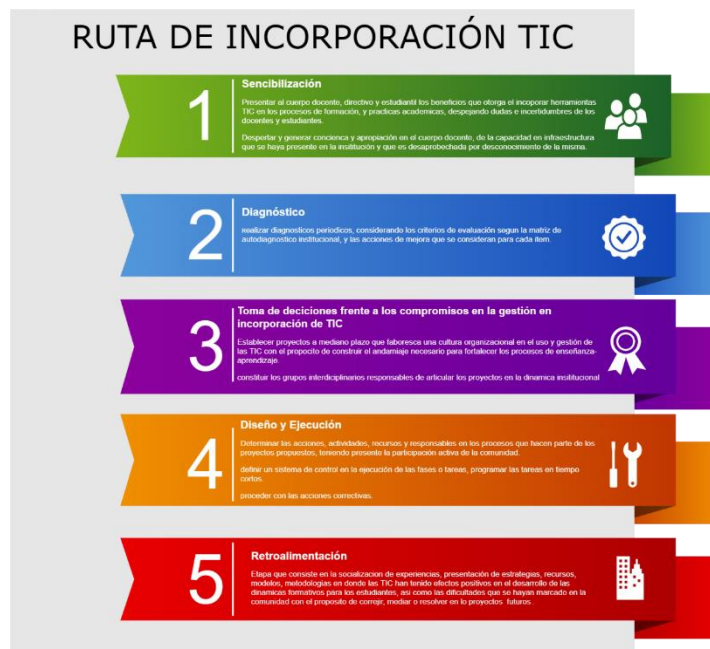 RUTA DE INCORPORACIÓN TIC
1
Sencibilización
Presentar al cuerpo docente, directivo y estudiantil los beneficios que otorga el incoporar herramientas
TIC en los procesos de formación, y practicas academicas, despejando dudas e incertidumbres de los
docentes y estudiantes.
Despertar y generar concienca y apropiación en el cuerpo docente, de la capacidad en infraestructura
que se haya presente en la institución y que es desaprobechada por desconocimiento de la misma.
2
Diagnóstico
realizar diagnosticos periodicos, considerando los criterios de evaluación segun la matriz de
autodiagnostico institucional, y las acciones de mejora que se consideran para cada ítem.
3
Toma de deciciones frente a los compromisos en la gestión en
incorporación de TIC
Establecer proyectos a mediano plazo que faboresca una cultura organizacional en el uso y gestión de
las TIC con el propocito de construir el andamiaje necesario para fortalecer los procesos de enseñanza-
aprendizaje.
constituir los grupos interdiciplinarios responsables de articular los proyectos en la dinamica institucional
4
Diseño y Ejecución
Determinar las acciones, actividades, recursos y responsables en los procesos que hacen parte de los
proyectos propuestos, teniendo presente la participación activa de la comunidad.
definir un sistema de control en la ejecución de las fases o tareas, programar las tareas en tiempo
cortos.
proceder con las acciones correctivas.
5
Retroalimentación
Etapa que consiste en la socializacion de experiencias, presentación de estrategias, recursos,
modelos, metodologías en donde las TIC han tenido efectos positivos en el desarrollo de las
dinamicas formativos para los estudiantes, asi como las dificultades que se hayan marcado en la
comunidad con el proposito de correjir, mediar o resolver en lo proyectos futuros